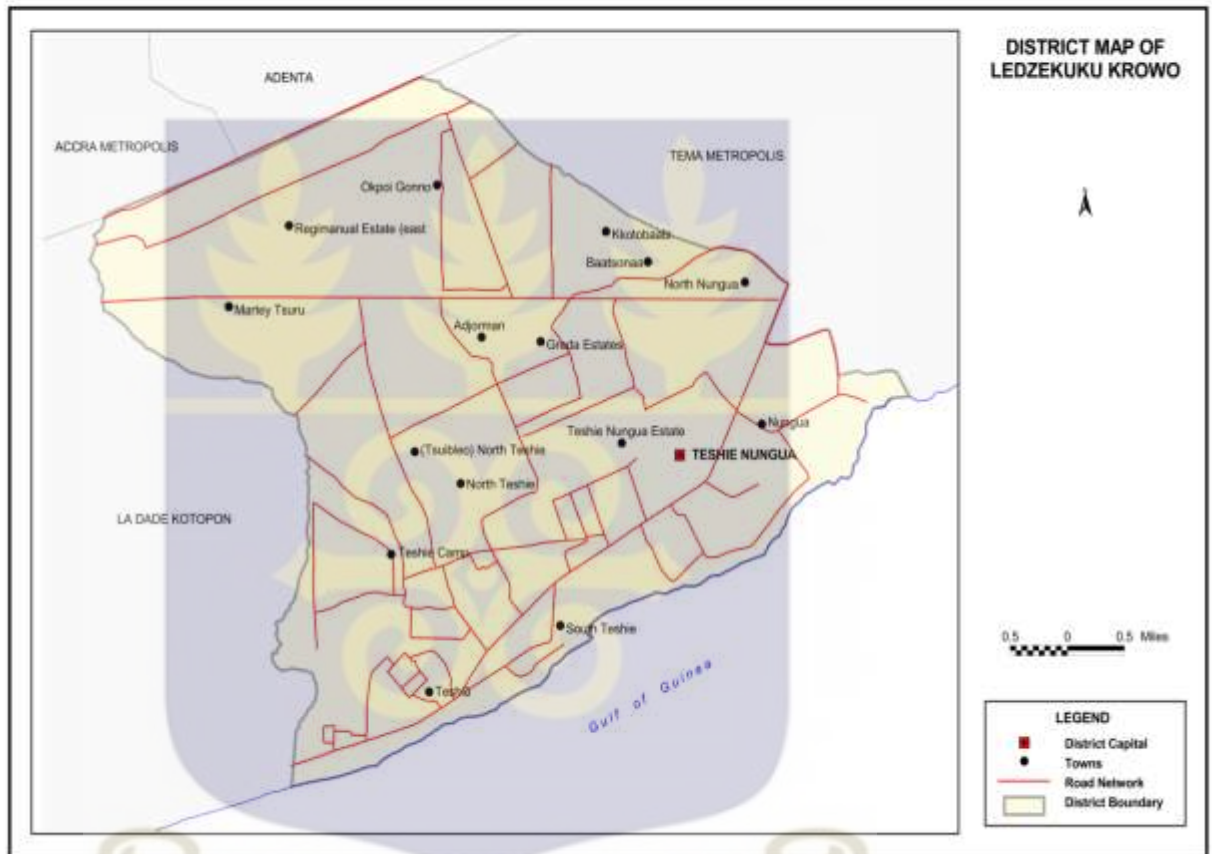 DISTRICT MAP OF
LEDZEKUKU KROWO
ADENTA
ACCRA METROPOLIS
TEMA METROPOLIS
Okpoi Gonno
Regimanual Estate (east
Kkotobaabi
Baatsonaa
North Nungua
Martey Tsuru
Adjorman
Greda Estates
Nungua
Teshie Nungua Estate
(Tsuibleo) North Teshie
TESHIE NUNGUA
North Teshie
LA DADE KOTOPON
Teshie Camp
South Teshie
Teshie
Gulf of Guinea
0.5 0 0.5 Miles
LEGEND
District Capital
Towns
Road Network
District Boundary